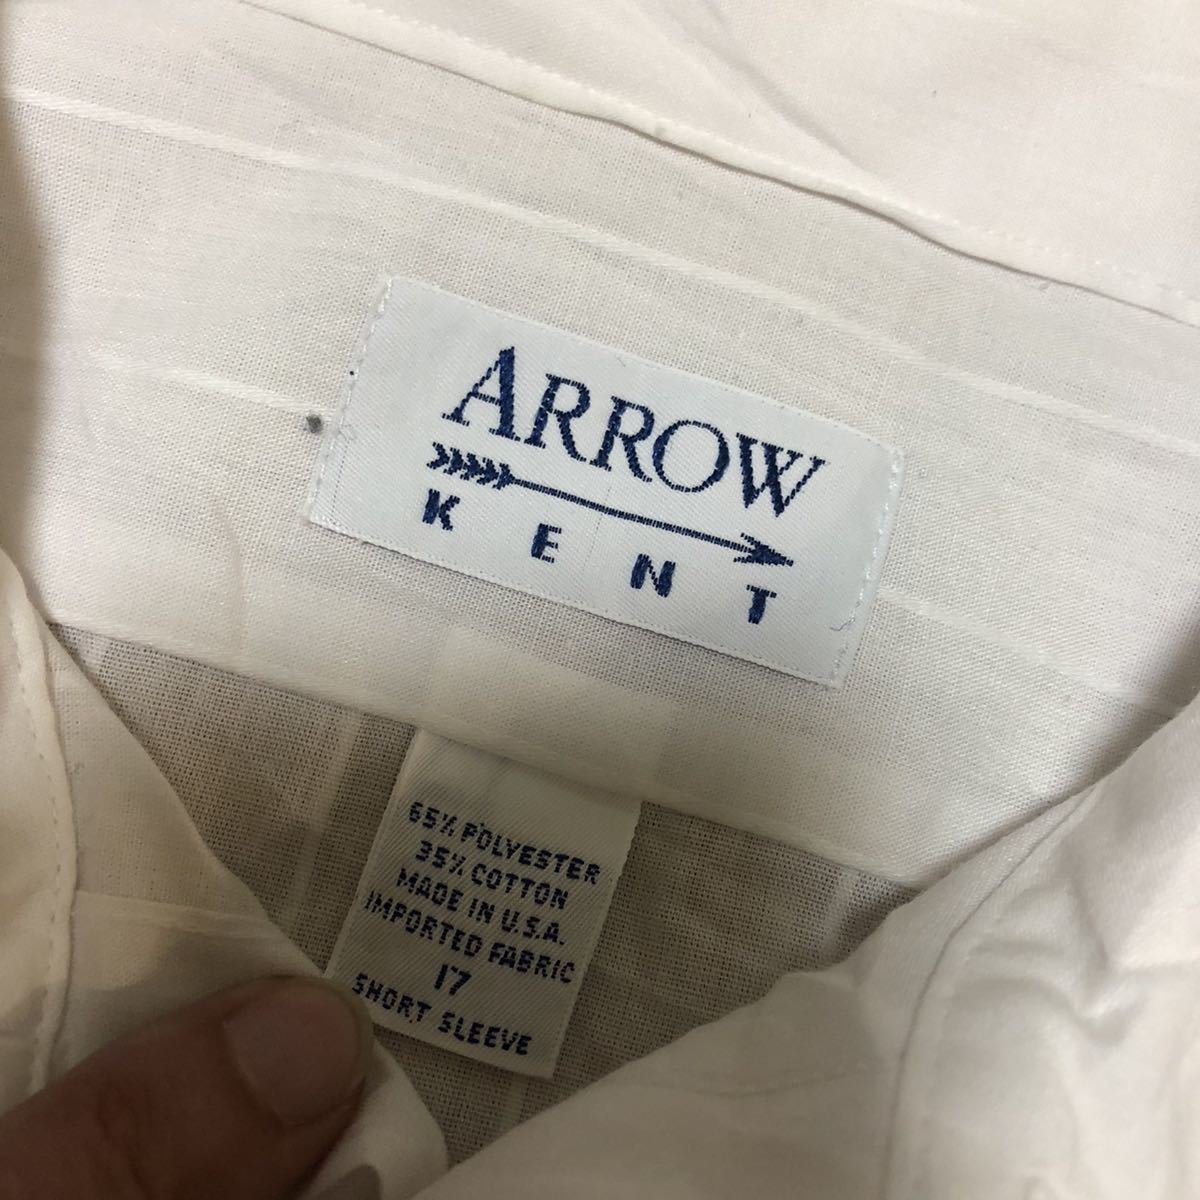 ARROW
KENT
65% POLYESTER
35% COTTON
MADE IN U.S.A.
IMPORTED FABRIC
17
SHORT SLEEVE